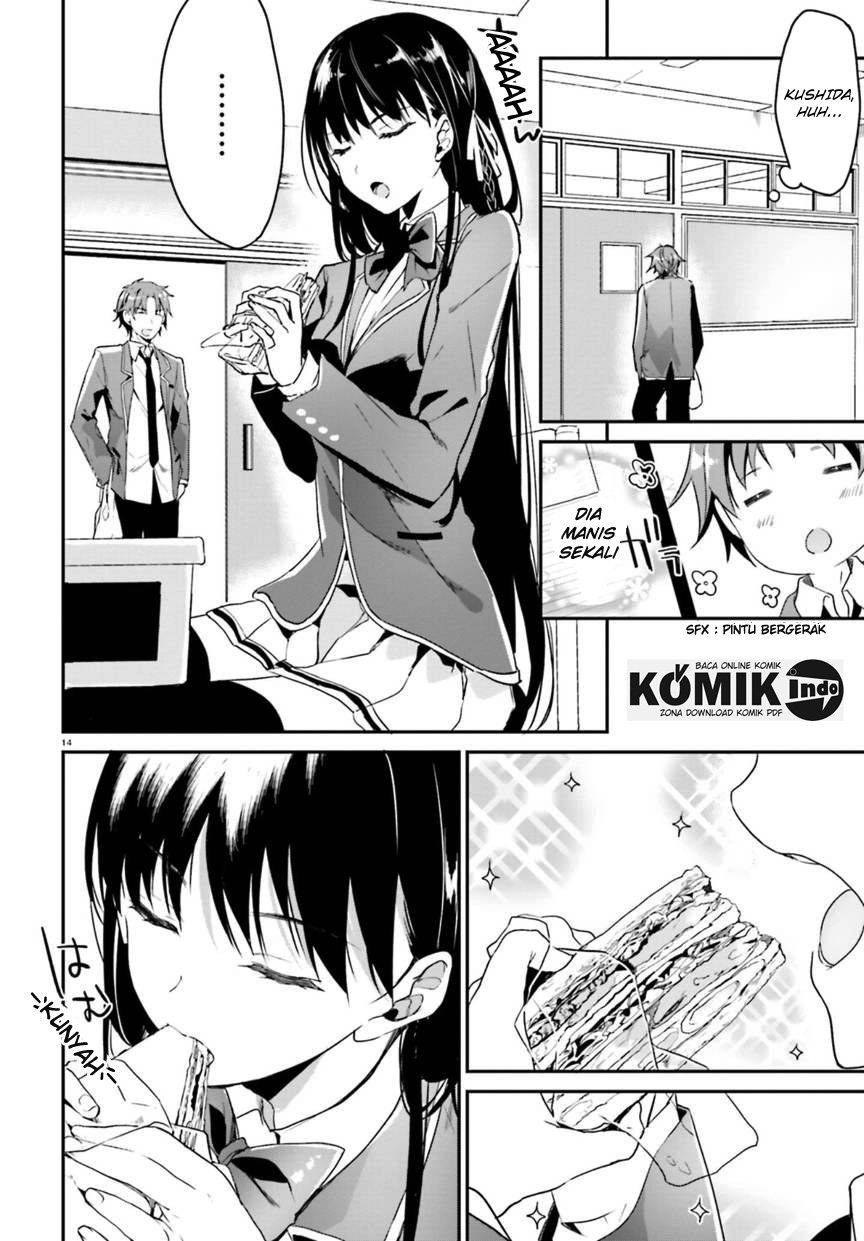 KUSHIDA,
HUH...
DIA
MANIS
SEKALI
ガラ
SFX : PINTU BERGERAK
AAAAH
………
BACA ONLINE KOMIK
KOMIK indo
ZONA DOWNLOAD KOMIK PDF
14
はむ
KUNYAH